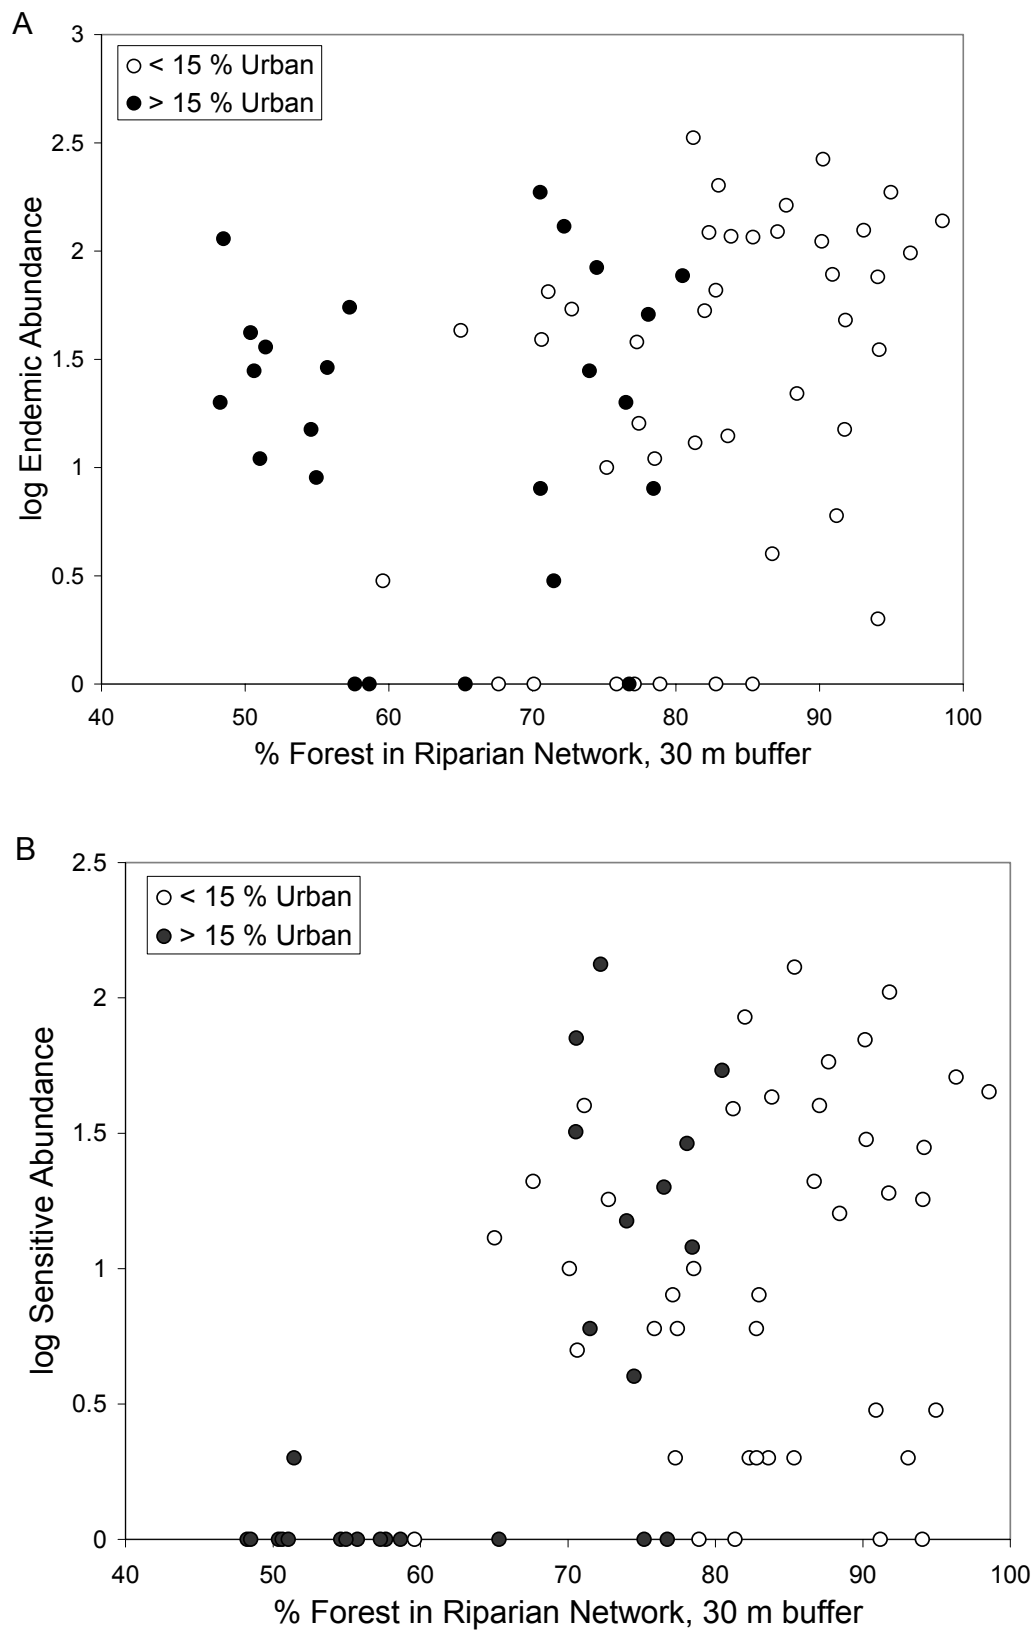 A
3
< 15 % Urban
> 15 % Urban
2.5
2
1.5
1
0.5
0
log Endemic Abundance
40 50 60 70 80 90 100
% Forest in Riparian Network, 30 m buffer
B
2.5
< 15 % Urban
> 15 % Urban
2
1.5
1
0.5
0
log Sensitive Abundance
40 50 60 70 80 90 100
% Forest in Riparian Network, 30 m buffer